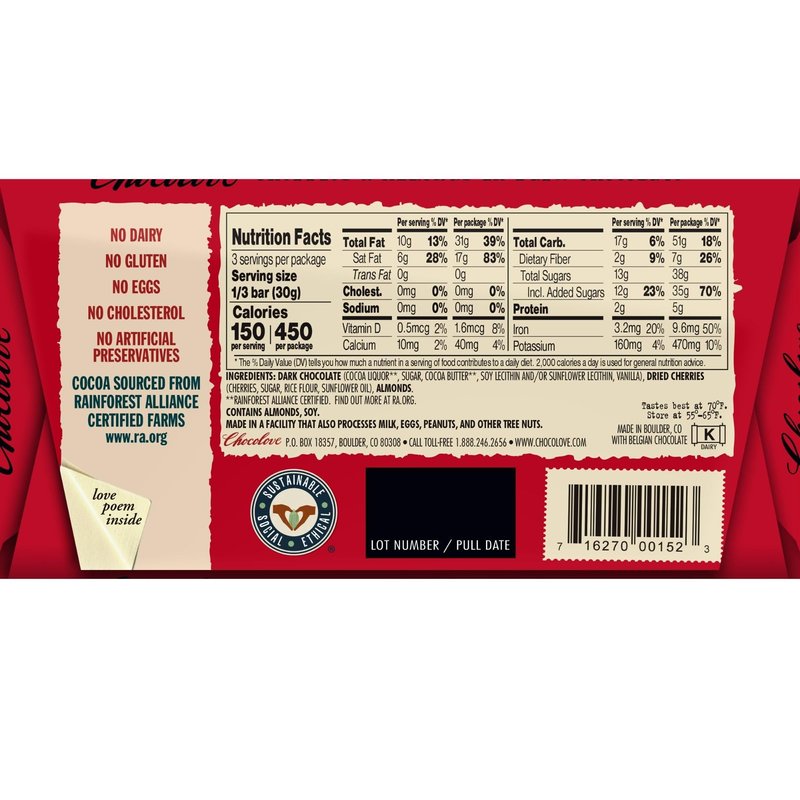 Chocolove
NO DAIRY
NO GLUTEN
NO EGGS
NO CHOLESTEROL
NO ARTIFICIAL
PRESERVATIVES
COCOA SOURCED FROM
RAINFOREST ALLIANCE
CERTIFIED FARMS
www.ra.org
love
poem
inside
Nutrition Facts
3 servings per package
Serving size
1/3 bar (30g)
Calories
150 450
per serving per package
Per serving % DV* Per package % DV*
Total Fat 10g 13% 31g 39%
Sat Fat 6g 28% 17g 83%
Trans Fat 0g 0g
Cholest. 0mg 0% 0mg 0%
Sodium 0mg 0% 0mg 0%
Vitamin D 0.5mcg 2% 1.6mcg 8%
Calcium 10mg 2% 40mg 4%
Per serving % DV* Per package % DV*
Total Carb. 17g 6% 51g 18%
Dietary Fiber 2g 9% 7g 26%
Total Sugars 13g 38g
Incl. Added Sugars 12g 23% 35g 70%
Protein 2g 5g
Iron 3.2mg 20% 9.6mg 50%
Potassium 160mg 4% 470mg 10%
*The % Daily Value (DV) tells you how much a nutrient in a serving of food contributes to a daily diet. 2,000 calories a day is used for general nutrition advice.
INGREDIENTS: DARK CHOCOLATE (COCOA LIQUOR**, SUGAR, COCOA BUTTER**, SOY LECITHIN AND/OR SUNFLOWER LECITHIN, VANILLA), DRIED CHERRIES
(CHERRIES, SUGAR, RICE FLOUR, SUNFLOWER OIL), ALMONDS.
**RAINFOREST ALLIANCE CERTIFIED. FIND OUT MORE AT RA.ORG.
CONTAINS ALMONDS, SOY.
MADE IN A FACILITY THAT ALSO PROCESSES MILK, EGGS, PEANUTS, AND OTHER TREE NUTS.
Chocolove P.O. BOX 18357, BOULDER, CO 80308 • CALL TOLL-FREE 1.888.246.2656 • WWW.CHOCOLOVE.COM
Tastes best at 70°F.
Store at 55°-65°F.
MADE IN BOULDER, CO
WITH BELGIAN CHOCOLATE
K
DAIRY
SUSTAINABLE
SOCIAL • ETHICAL
®
LOT NUMBER / PULL DATE
7 16270 00152 3
Chocolove
Chocolove